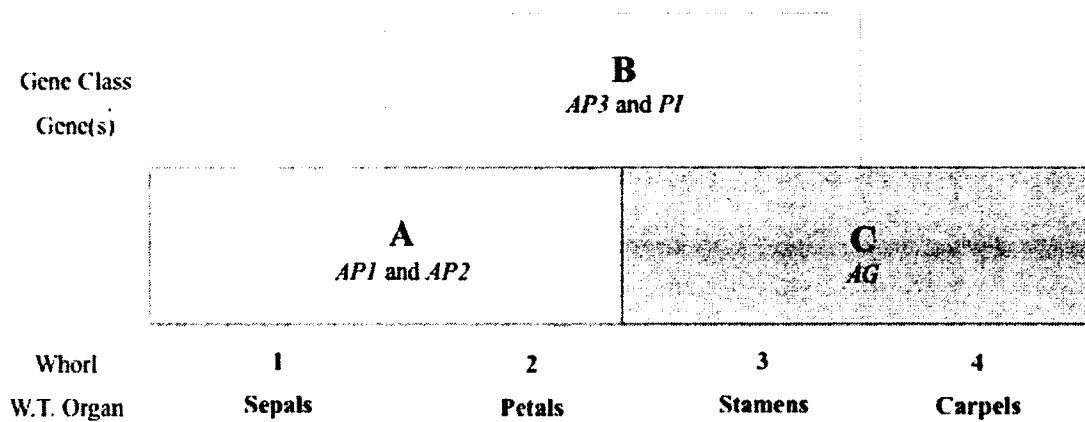 Gene Class
B
AP3 and PI
Gene(s)
A
AP1 and AP2
C
AG
Whorl 1 2 3 4
W.T. Organ Sepals Petals Stamens Carpels